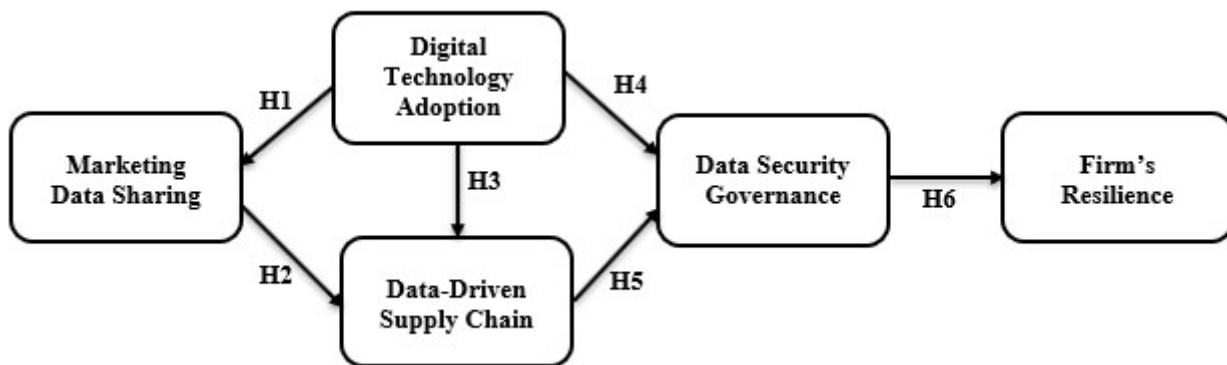 Digital
Technology
Adoption
H1
H4
Marketing
Data Sharing
H3
Data Security
Governance
H6
Firm's
Resilience
H2
Data-Driven
Supply Chain
H5